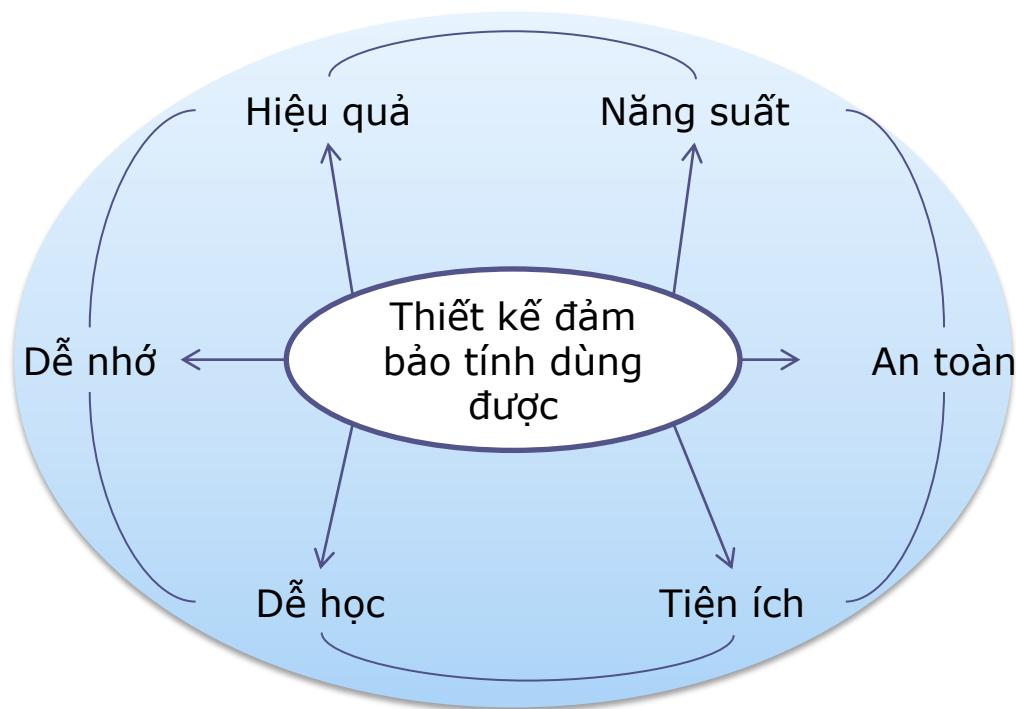 Hiệu quả
Năng suất
Thiết kế đảm
bảo tính dùng
được
Dễ nhớ
An toàn
Dễ học
Tiện ích